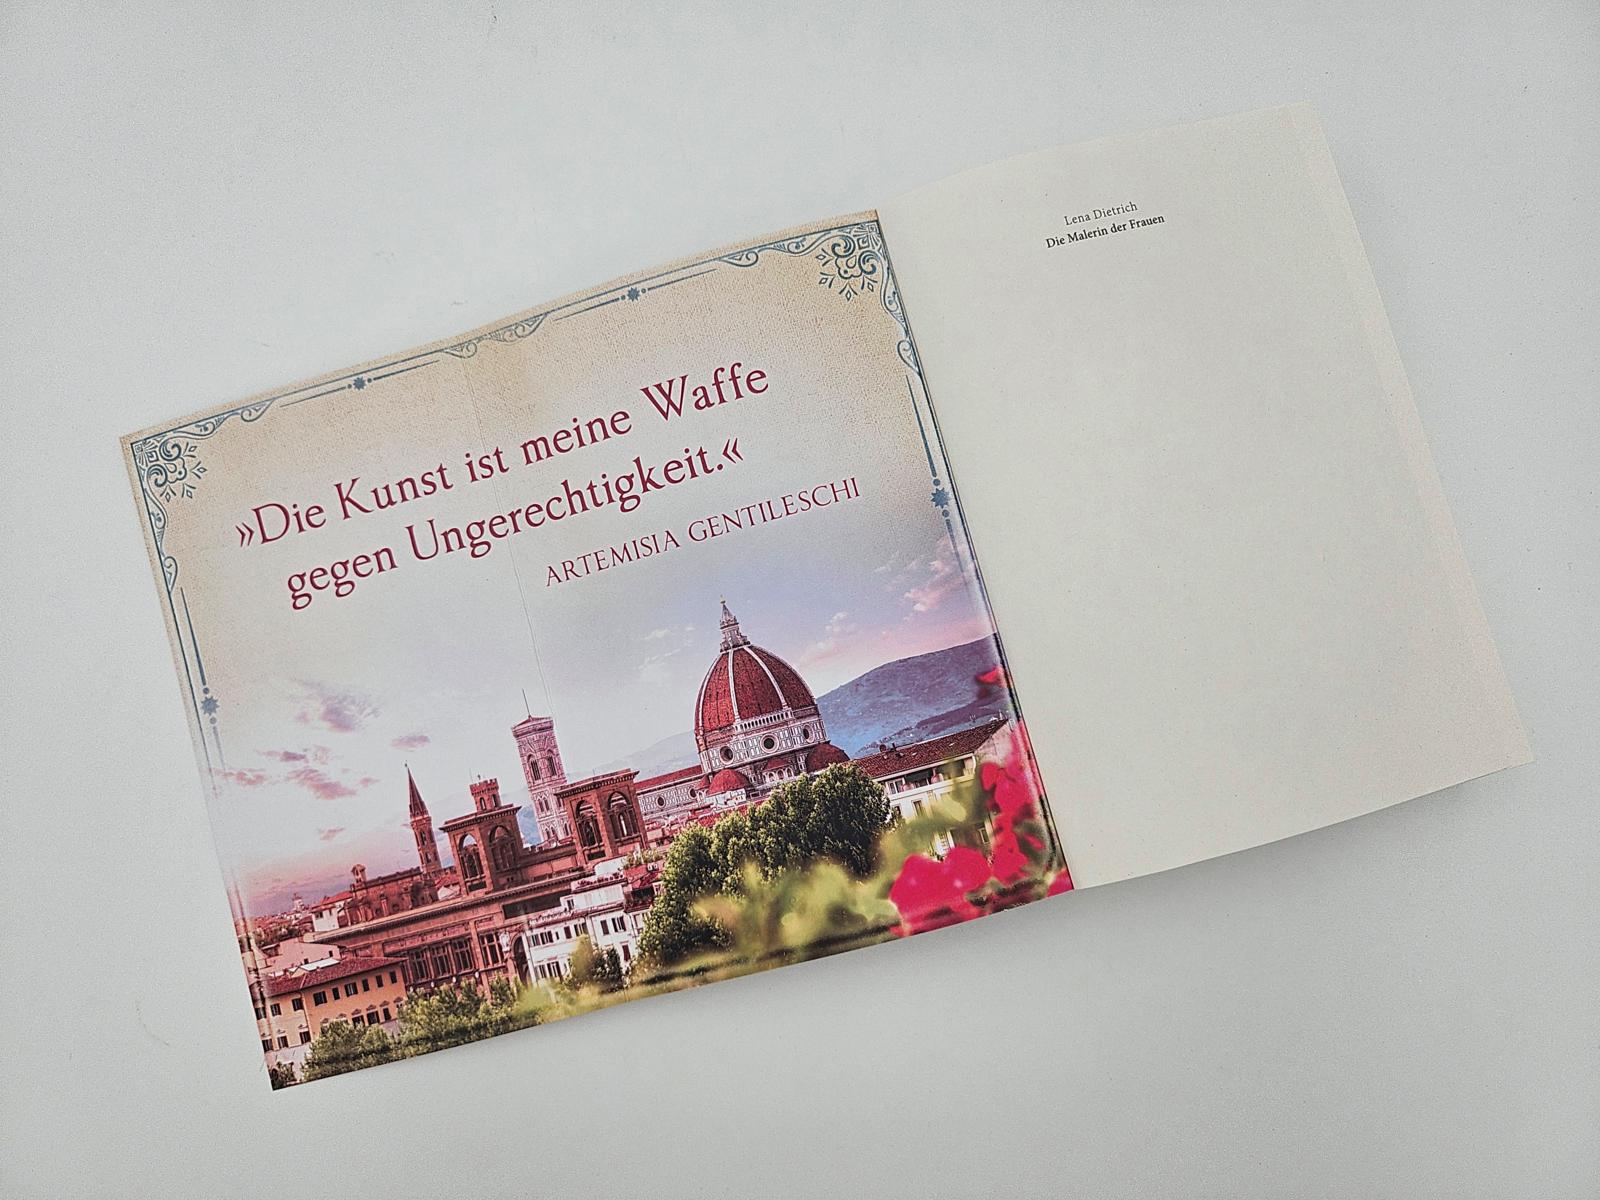 »Die Kunst ist meine Waffe
gegen Ungerechtigkeit.«
ARTEMISIA GENTILESCHI
Lena Dietrich
Die Malerin der Frauen